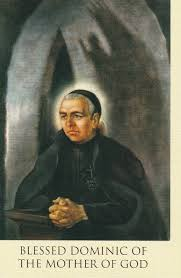 BLESSED DOMINIC OF
THE MOTHER OF GOD